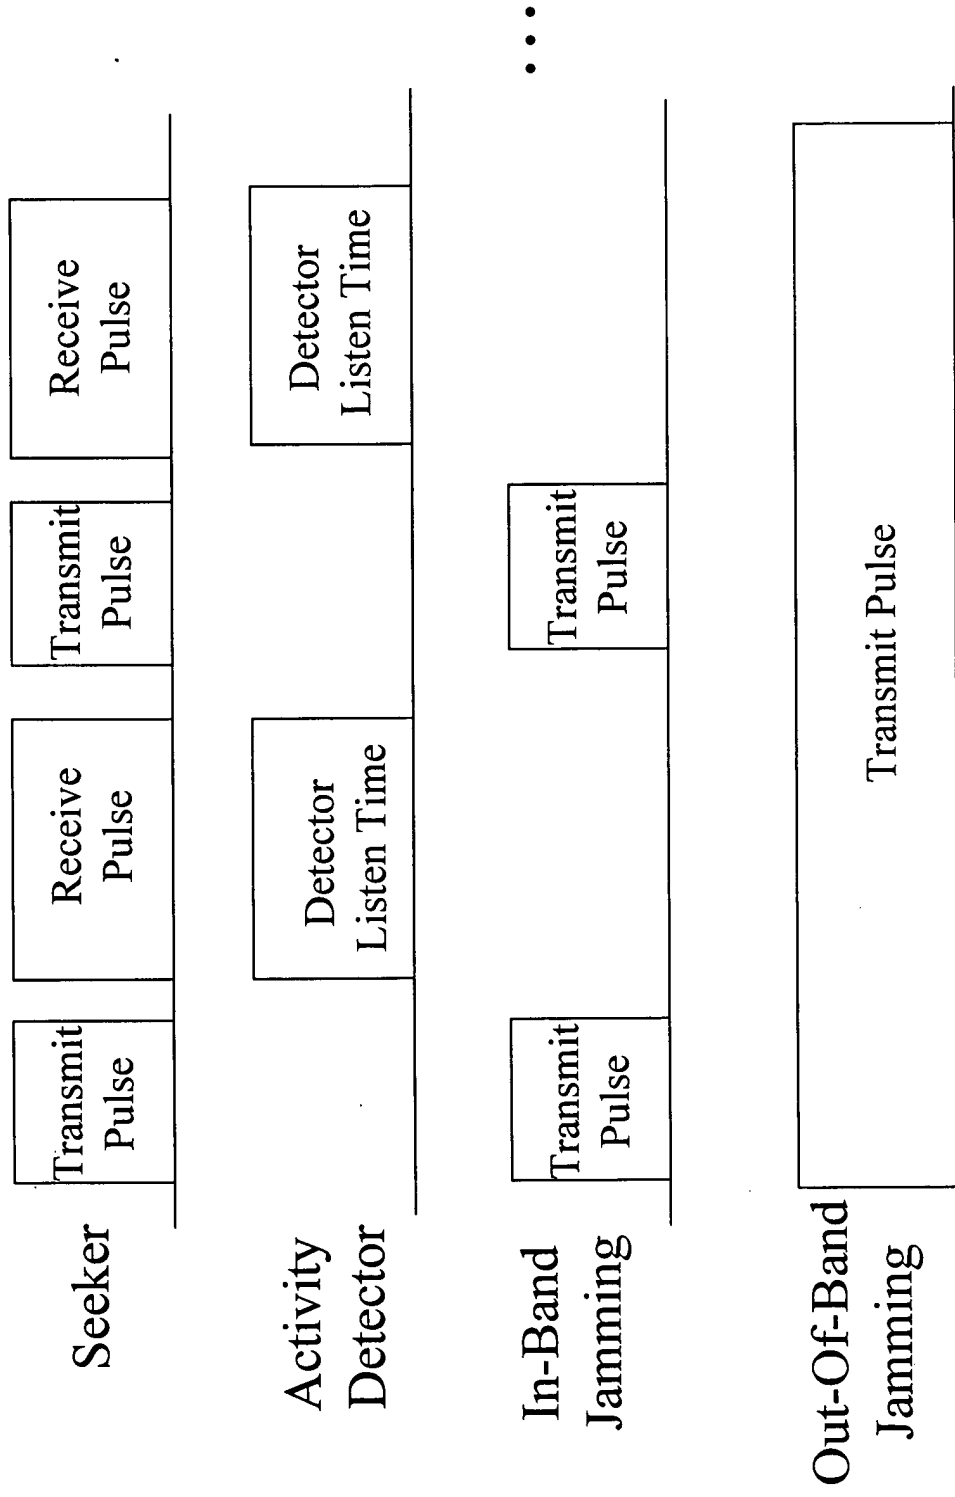 Seeker
Transmit
Pulse
Receive
Pulse
Transmit
Pulse
Receive
Pulse
Activity
Detector
Detector
Listen Time
Detector
Listen Time
In-Band
Jamming
Transmit
Pulse
Transmit
Pulse
...
Out-Of-Band
Jamming
Transmit Pulse